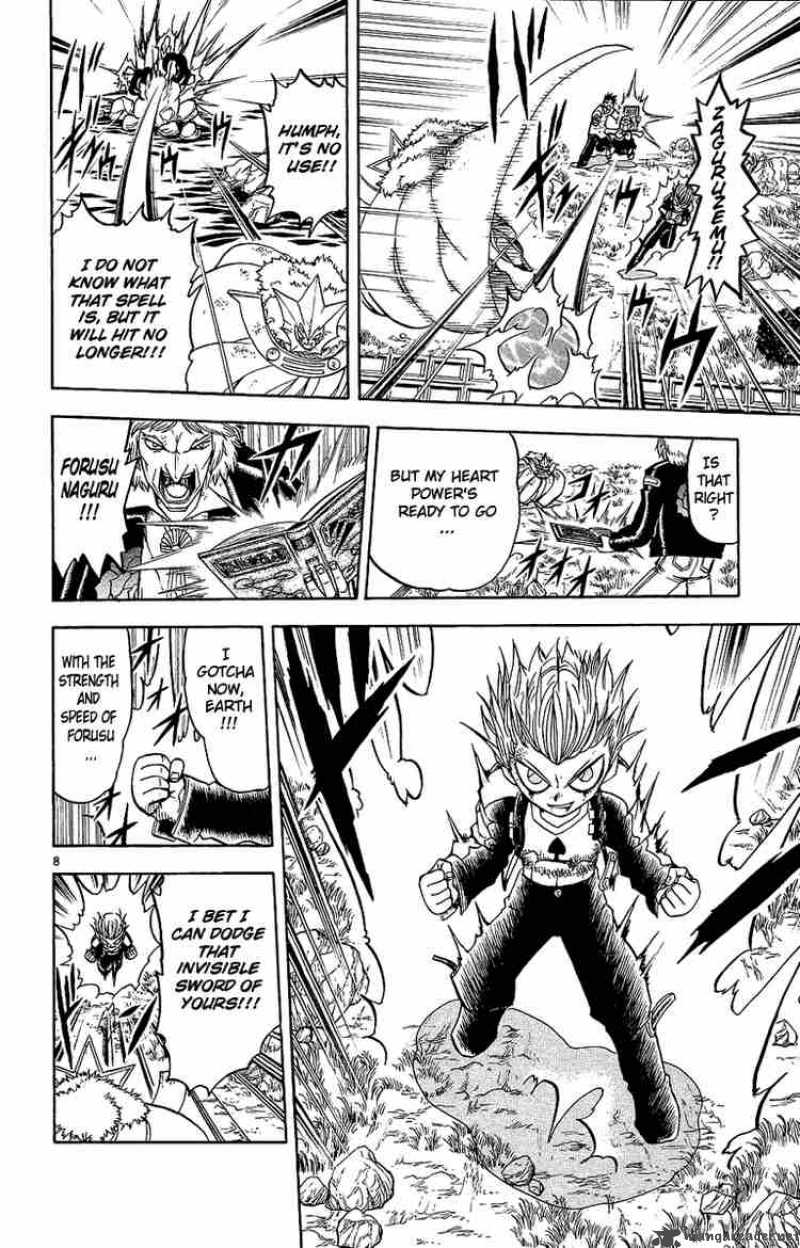 ZAGURUZEMU!!
HUMPH,
IT'S NO
USE!!
I DO NOT
KNOW WHAT
THAT SPELL
IS, BUT IT
WILL HIT NO
LONGER!!!
IS
THAT
RIGHT?
BUT MY HEART
POWER'S
READY TO GO
...
FORUSU
NAGURU
!!!
I
GOTCHA
NOW,
EARTH
!!!
WITH THE
STRENGTH
AND
SPEED OF
FORUSU
...
8
I BET I
CAN DODGE
THAT
INVISIBLE
SWORD OF
YOURS!!!
mangareader.net